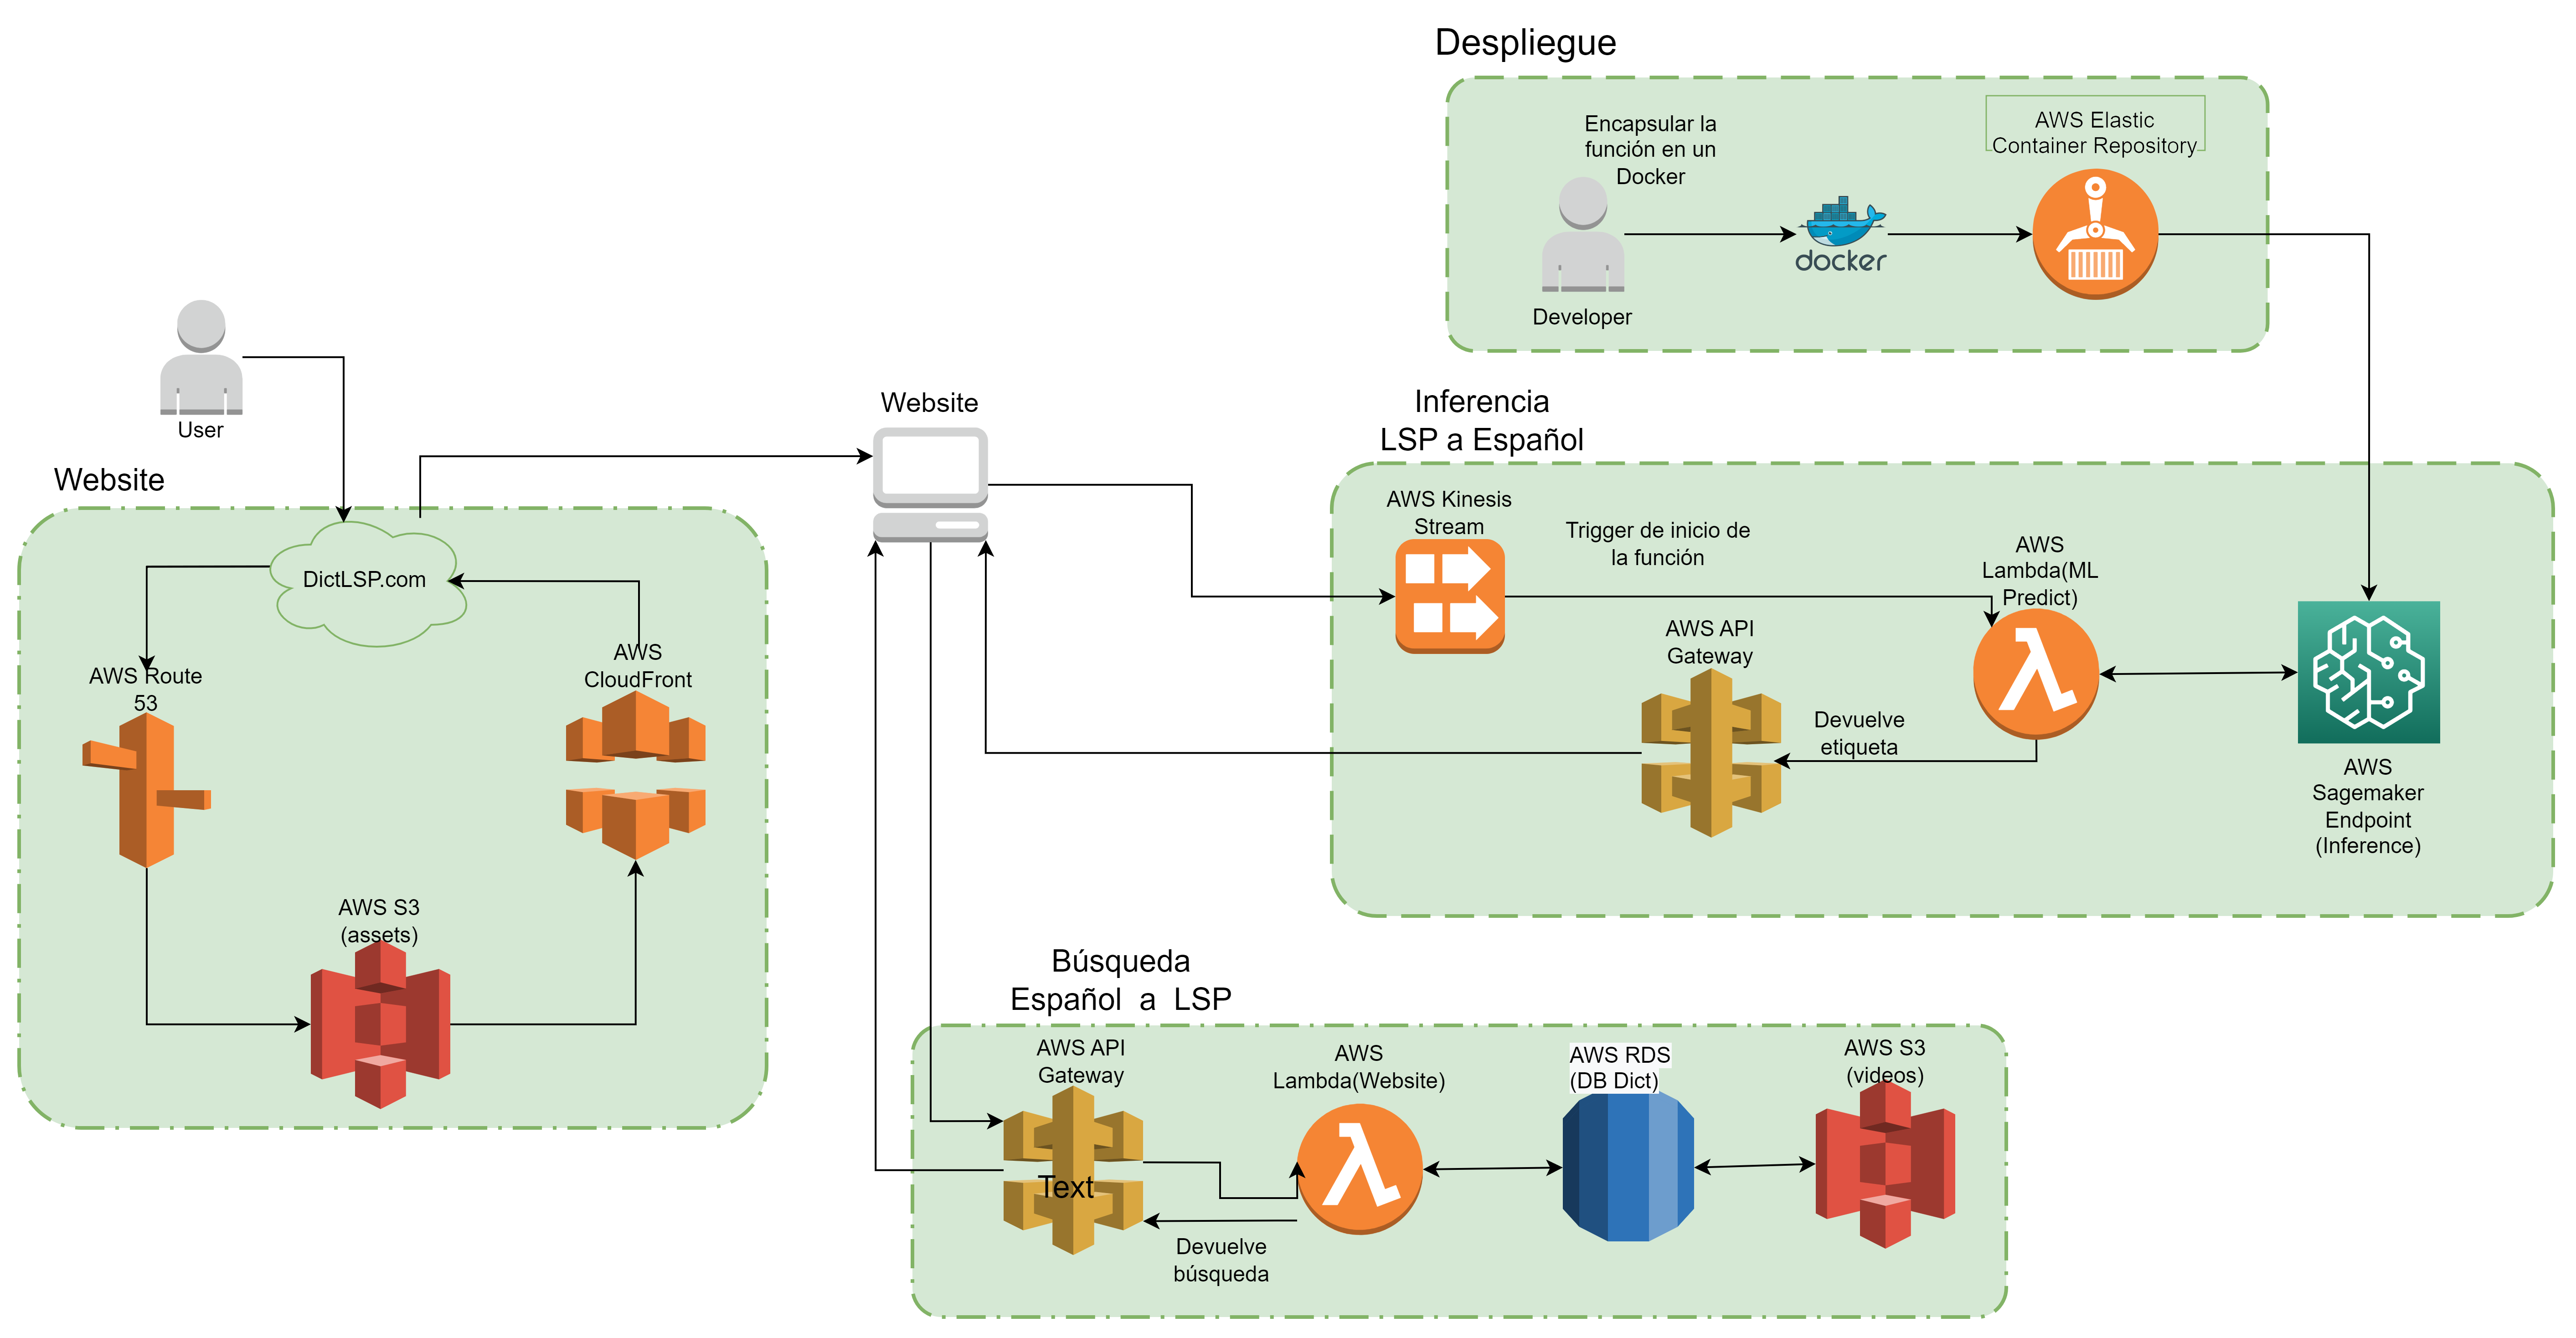 Despliegue
Encapsular la
función en un
Docker
AWS Elastic
Container Repository
docker
Developer
User
Website
DictLSP.com
AWS Route
53
AWS
CloudFront
AWS S3
(assets)
Website
Inferencia
LSP a Español
AWS Kinesis
Stream
Trigger de inicio de
la función
AWS
Lambda(ML
Predict)
AWS API
Gateway
Devuelve
etiqueta
AWS
Sagemaker
Endpoint
(Inference)
Búsqueda
Español a LSP
AWS API
Gateway
Text
AWS
Lambda(Website)
AWS RDS
(DB Dict)
AWS S3
(videos)
Devuelve
búsqueda